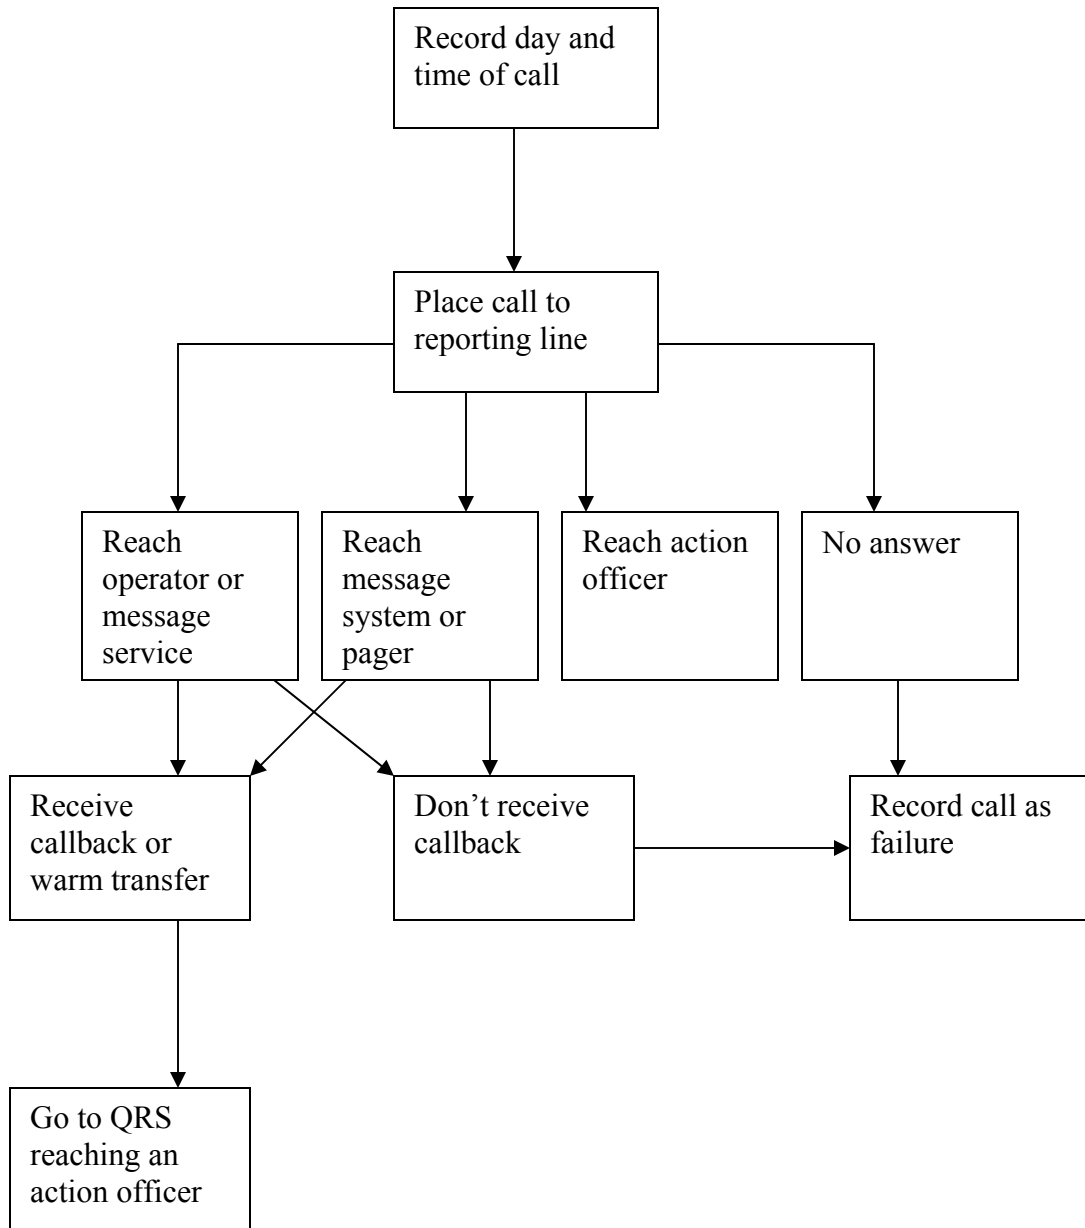 Record day and
time of call
Place call to
reporting line
Reach
operator or
message
service
Reach
message
system or
pager
Reach action
officer
No answer
Receive
callback or
warm transfer
Don’t receive
callback
Record call as
failure
Go to QRS
reaching an
action officer